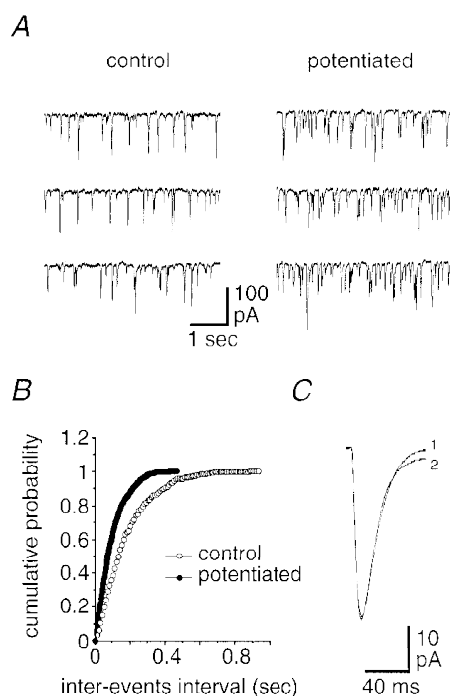 A
control potentiated
100
pA
1 sec
B
C
cumulative probability
1.2
1
0.8
0.6
0.4
0.2
0
control
potentiated
0 0.4 0.8
inter-events interval (sec)
1
2
10
pA
40 ms